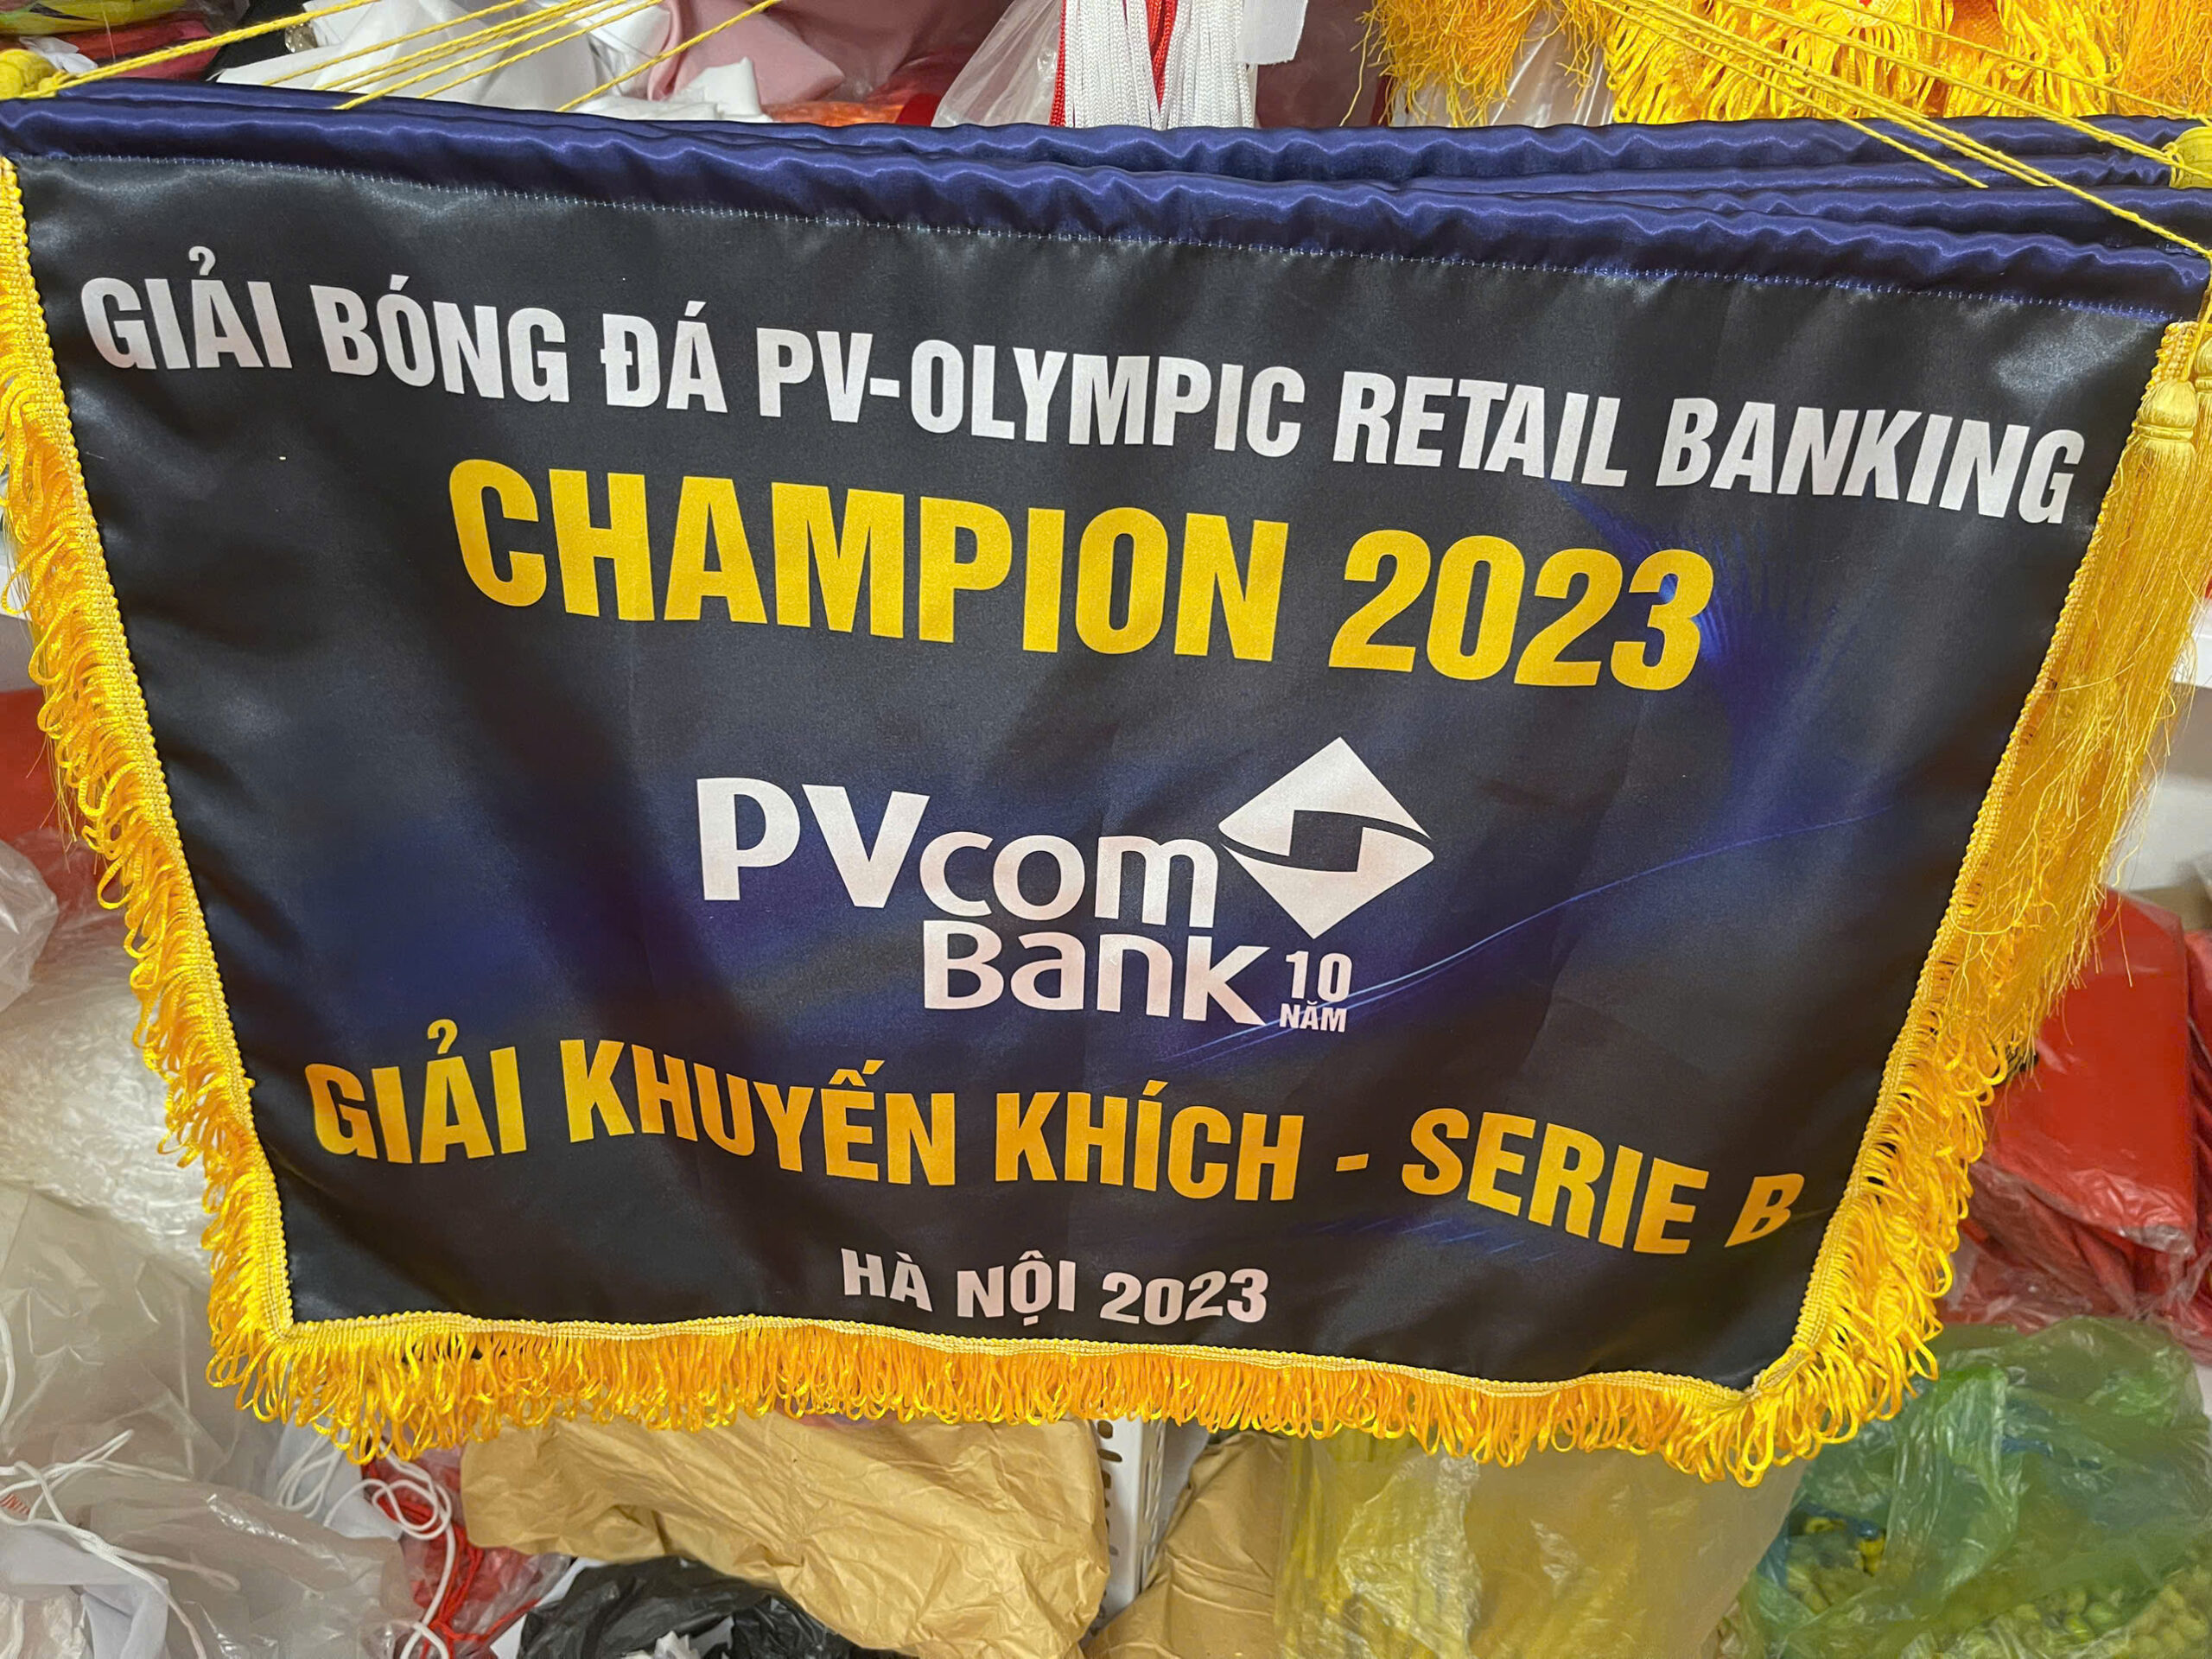 GIẢI BÓNG ĐÁ PV-OLYMPIC RETAIL BANKING
CHAMPION 2023
PVcom
Bank 10
NĂM
GIẢI KHUYẾN KHÍCH - SERIE B
HÀ NỘI 2023